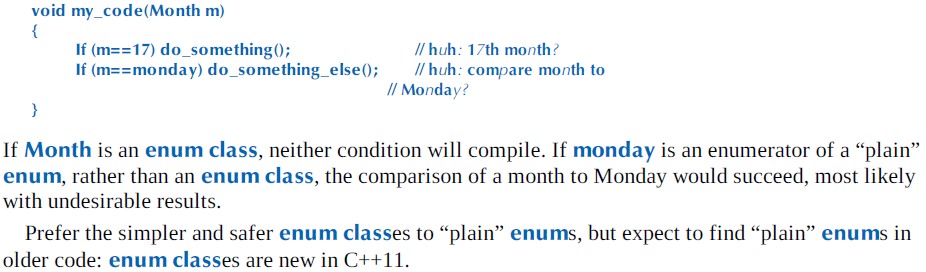 void my_code(Month m)
{
If (m==17) do_something(); // huh: 17th month?
If (m==monday) do_something_else(); // huh: compare month to
// Monday?
}
If Month is an enum class, neither condition will compile. If monday is an enumerator of a “plain”
enum, rather than an enum class, the comparison of a month to Monday would succeed, most likely
with undesirable results.
Prefer the simpler and safer enum classes to “plain” enums, but expect to find “plain” enums in
older code: enum classes are new in C++11.